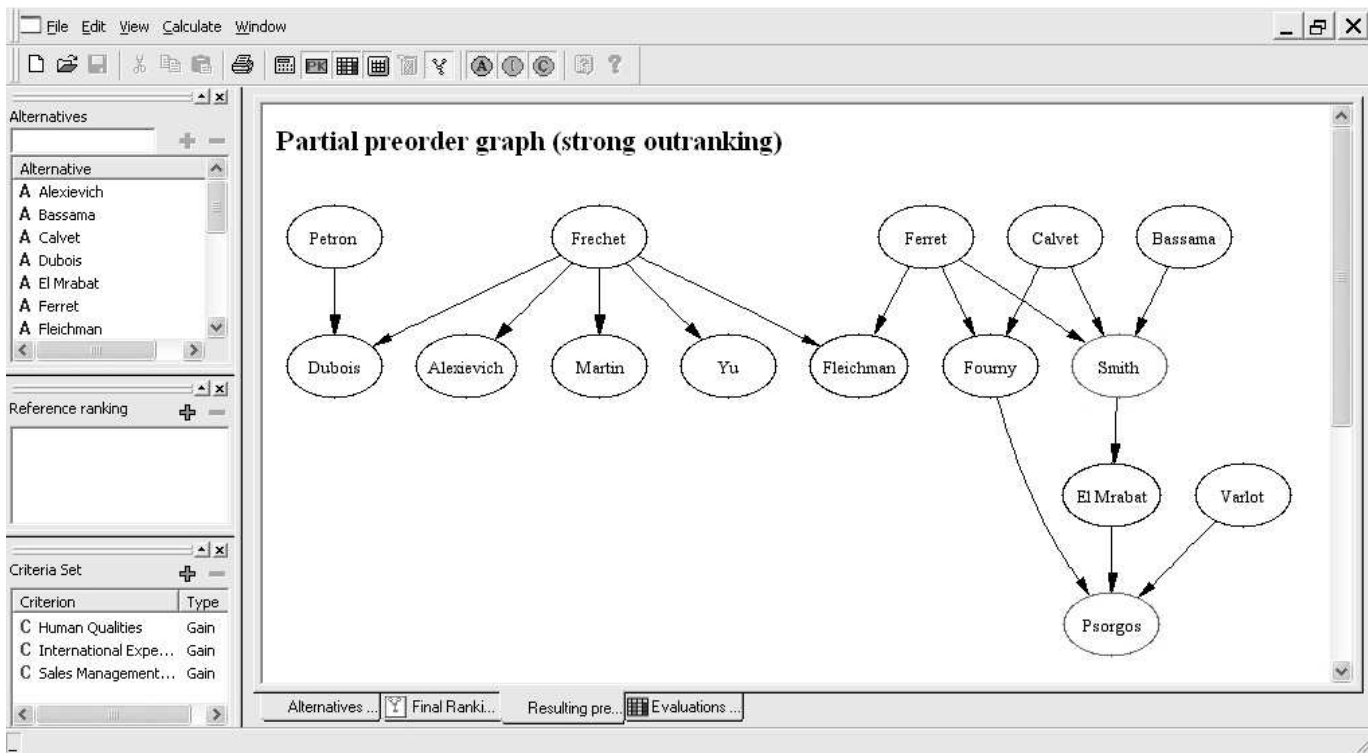 File Edit View Calculate Window
Alternatives
Alternative
A Alexievich
A Bassama
A Calvet
A Dubois
A El Mrabat
A Ferret
A Fleichman
Reference ranking
Criteria Set
Criterion Type
C Human Qualities Gain
C International Expe... Gain
C Sales Management... Gain
Partial preorder graph (strong outranking)
Petron Frechet Ferret Calvet Bassama
Dubois Alexievich Martin Yu Fleichman Fourny Smith
El Mrabat Varlot
Psorgos
Alternatives ... Final Ranki... Resulting pre... Evaluations ...